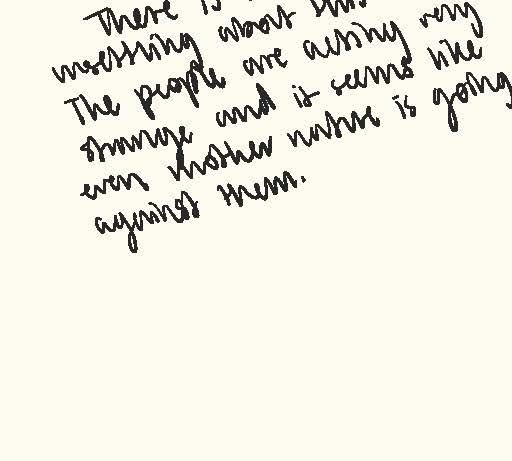 There is
unsettling about this
The people are acting very
strange and it seems like
even mother nature is going
against them.